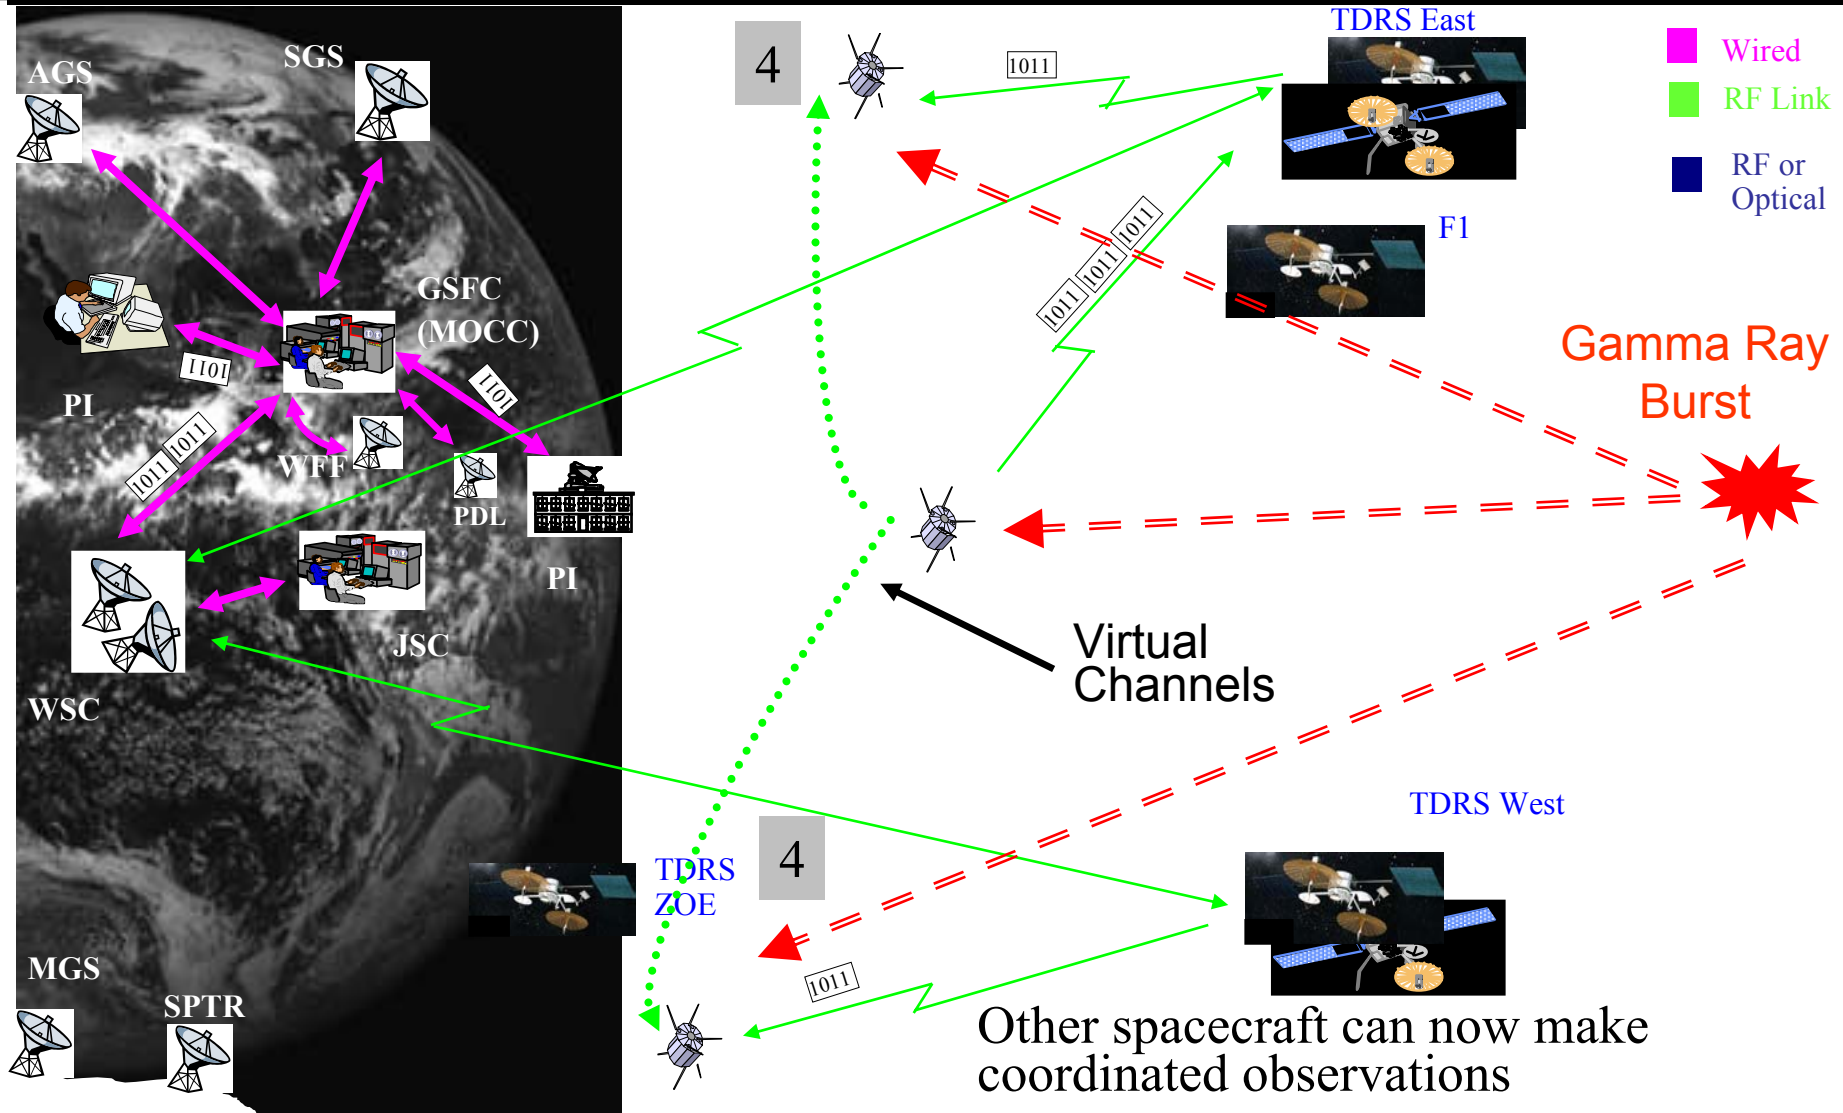 TDRS East
SGS
4
Wired
AGS
1011
RF Link
RF or
Optical
1011
F1
1011
1011
GSFC
(MOCC)
Gamma Ray
Burst
1011
1011
PI
1011
1011
WFF
PDL
PI
Virtual
Channels
JSC
WSC
TDRS West
4
TDRS
ZOE
MGS
1011
SPTR
Other spacecraft can now make
coordinated observations